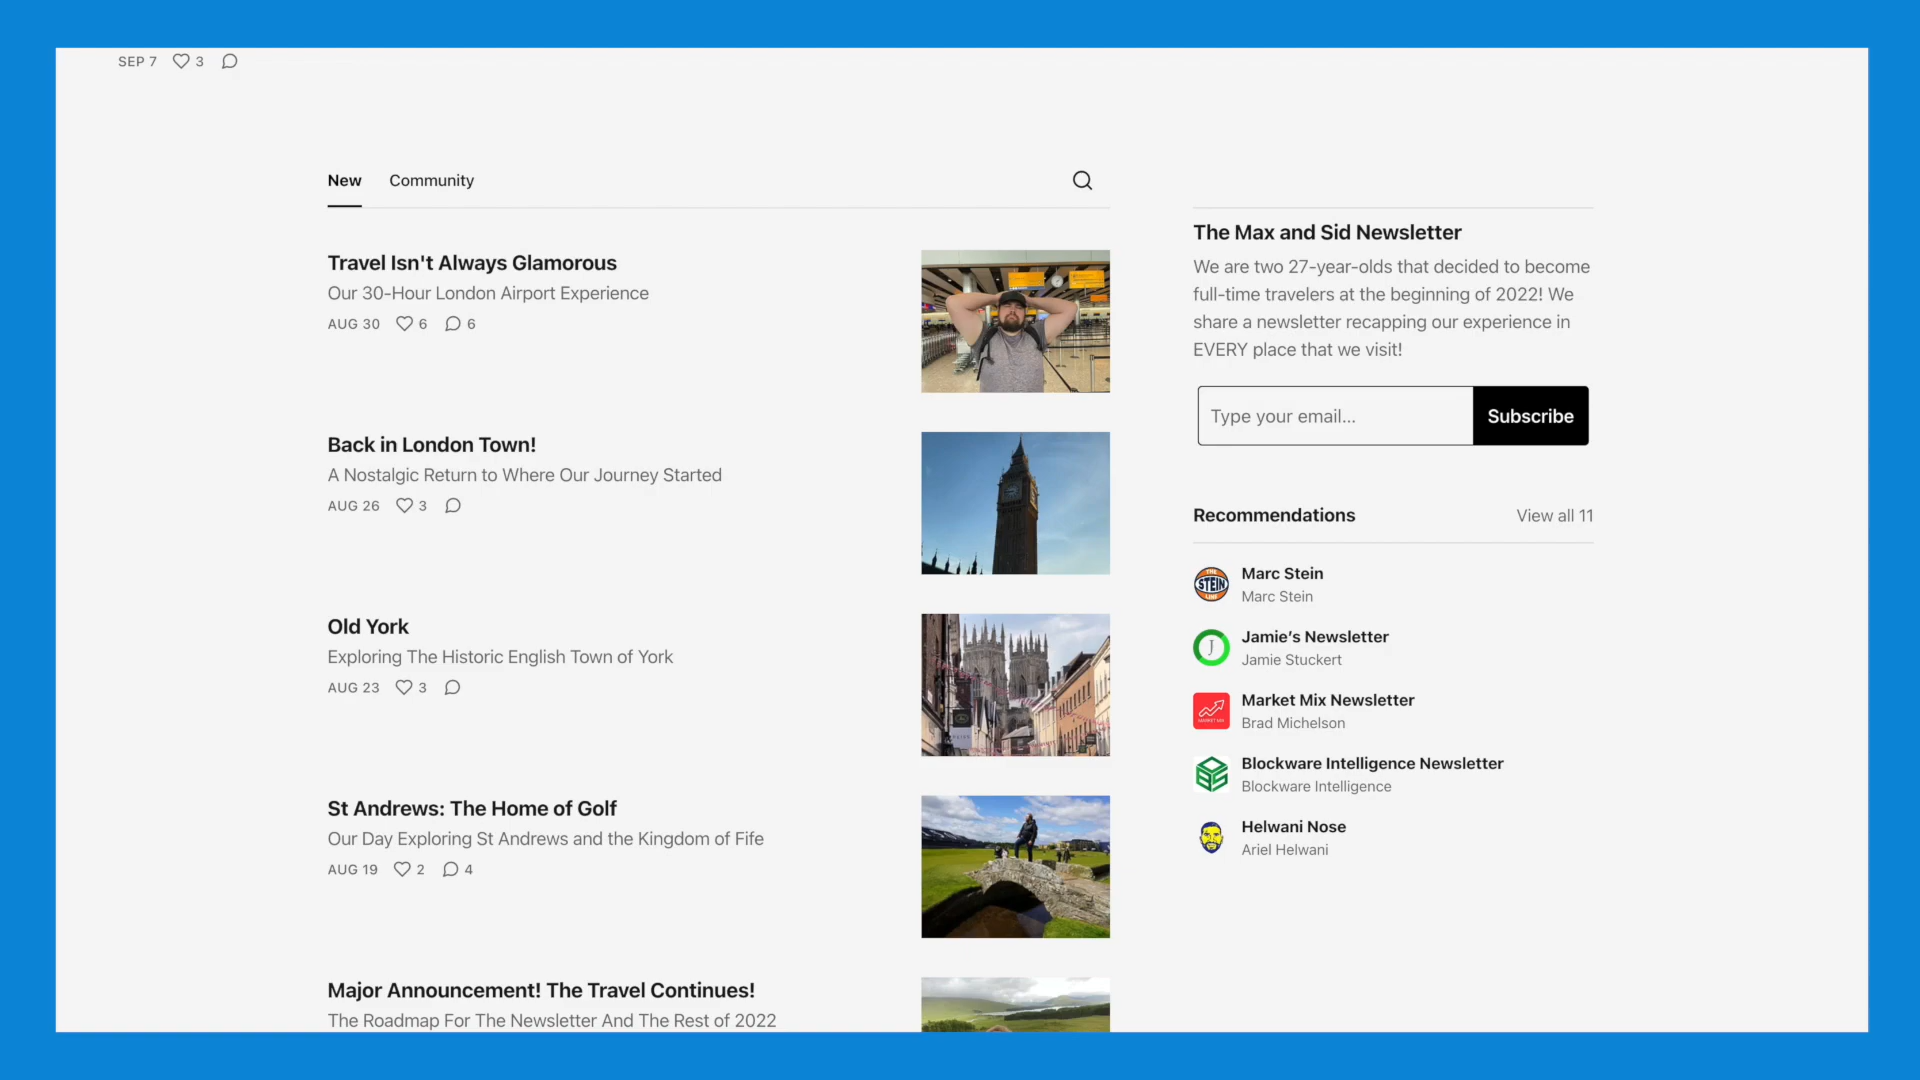 SEP 7 3
New Community
Travel Isn't Always Glamorous
Our 30-Hour London Airport Experience
AUG 30 6 6
Back in London Town!
A Nostalgic Return to Where Our Journey Started
AUG 26 3
Old York
Exploring The Historic English Town of York
AUG 23 3
St Andrews: The Home of Golf
Our Day Exploring St Andrews and the Kingdom of Fife
AUG 19 2 4
Major Announcement! The Travel Continues!
The Roadmap For The Newsletter And The Rest of 2022
The Max and Sid Newsletter
We are two 27-year-olds that decided to become
full-time travelers at the beginning of 2022! We
share a newsletter recapping our experience in
EVERY place that we visit!
Type your email... Subscribe
Recommendations View all 11
THE
STEIN
LINE
Marc Stein
Marc Stein
J
Jamie’s Newsletter
Jamie Stuckert
MARKET MIX
Market Mix Newsletter
Brad Michelson
Blockware Intelligence Newsletter
Blockware Intelligence
Helwani Nose
Ariel Helwani